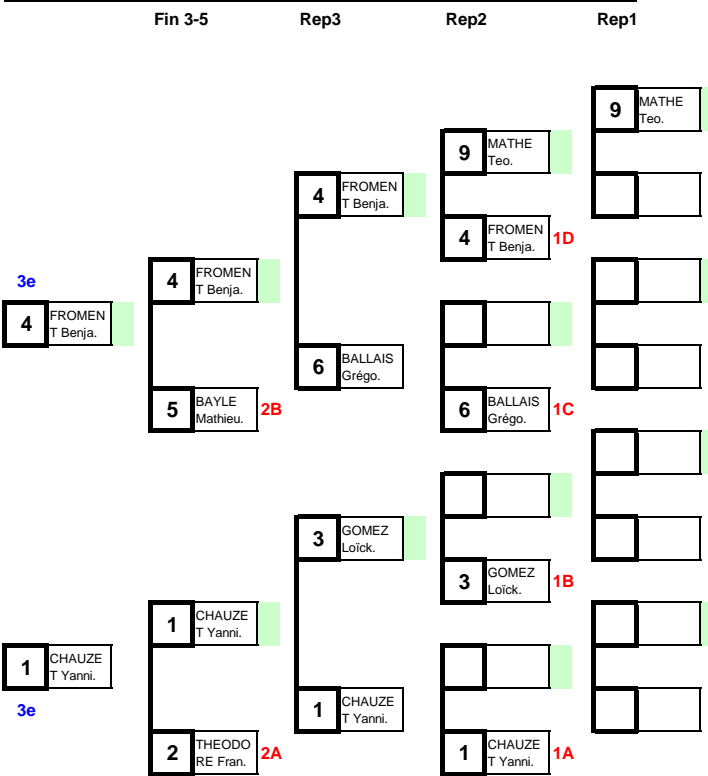 Fin 3-5 Rep3 Rep2 Rep1
9 MATHE
Teo.
9 MATHE
Teo.
4 FROMEN
T Benja.
4 FROMEN
T Benja. 1D
4 FROMEN
T Benja.
3e
4 FROMEN
T Benja.
6 BALLAIS
Grégo.
5 BAYLE
Mathieu. 2B
6 BALLAIS
Grégo. 1C
3 GOMEZ
Loïck.
3 GOMEZ
Loïck. 1B
1 CHAUZE
T Yanni.
1 CHAUZE
T Yanni.
3e
1 CHAUZE
T Yanni.
2 THEODO
RE Fran. 2A
1 CHAUZE
T Yanni. 1A